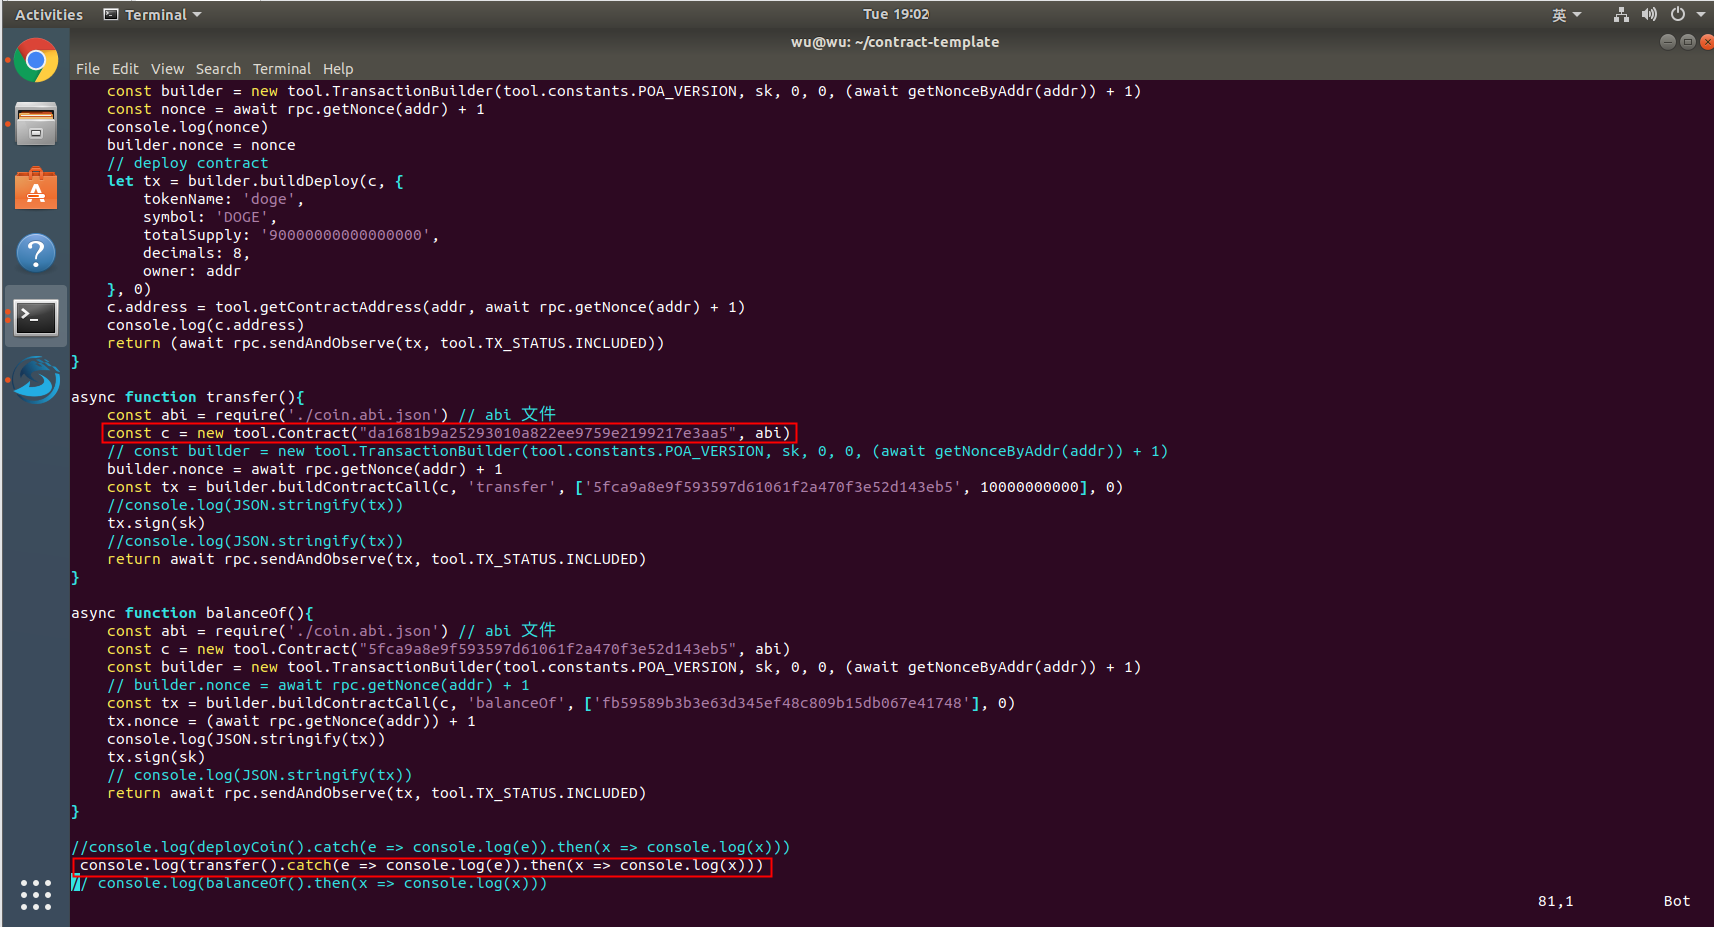 Activities Terminal Tue 19:02 英
wu@wu: ~/contract-template
File Edit View Search Terminal Help
const builder = new tool.TransactionBuilder(tool.constants.POA_VERSION, sk, 0, 0, (await getNonceByAddr(addr)) + 1)
const nonce = await rpc.getNonce(addr) + 1
console.log(nonce)
builder.nonce = nonce
// deploy contract
let tx = builder.buildDeploy(c, {
tokenName: 'doge',
symbol: 'DOGE',
totalSupply: '90000000000000000',
decimals: 8,
owner: addr
}, 0)
c.address = tool.getContractAddress(addr, await rpc.getNonce(addr) + 1)
console.log(c.address)
return (await rpc.sendAndObserve(tx, tool.TX_STATUS.INCLUDED))
}
async function transfer(){
const abi = require('./coin.abi.json') // abi 文件
const c = new tool.Contract("da1681b9a25293010a822ee9759e2199217e3aa5", abi)
// const builder = new tool.TransactionBuilder(tool.constants.POA_VERSION, sk, 0, 0, (await getNonceByAddr(addr)) + 1)
builder.nonce = await rpc.getNonce(addr) + 1
const tx = builder.buildContractCall(c, 'transfer', ['5fca9a8e9f593597d61061f2a470f3e52d143eb5', 10000000000], 0)
//console.log(JSON.stringify(tx))
tx.sign(sk)
//console.log(JSON.stringify(tx))
return await rpc.sendAndObserve(tx, tool.TX_STATUS.INCLUDED)
}
async function balanceOf(){
const abi = require('./coin.abi.json') // abi 文件
const c = new tool.Contract("5fca9a8e9f593597d61061f2a470f3e52d143eb5", abi)
const builder = new tool.TransactionBuilder(tool.constants.POA_VERSION, sk, 0, 0, (await getNonceByAddr(addr)) + 1)
// builder.nonce = await rpc.getNonce(addr) + 1
const tx = builder.buildContractCall(c, 'balanceOf', ['fb59589b3b3e63d345ef48c809b15db067e41748'], 0)
tx.nonce = (await rpc.getNonce(addr)) + 1
console.log(JSON.stringify(tx))
tx.sign(sk)
// console.log(JSON.stringify(tx))
return await rpc.sendAndObserve(tx, tool.TX_STATUS.INCLUDED)
}
//console.log(deployCoin().catch(e => console.log(e)).then(x => console.log(x)))
console.log(transfer().catch(e => console.log(e)).then(x => console.log(x)))
// console.log(balanceOf().then(x => console.log(x)))
81,1 Bot